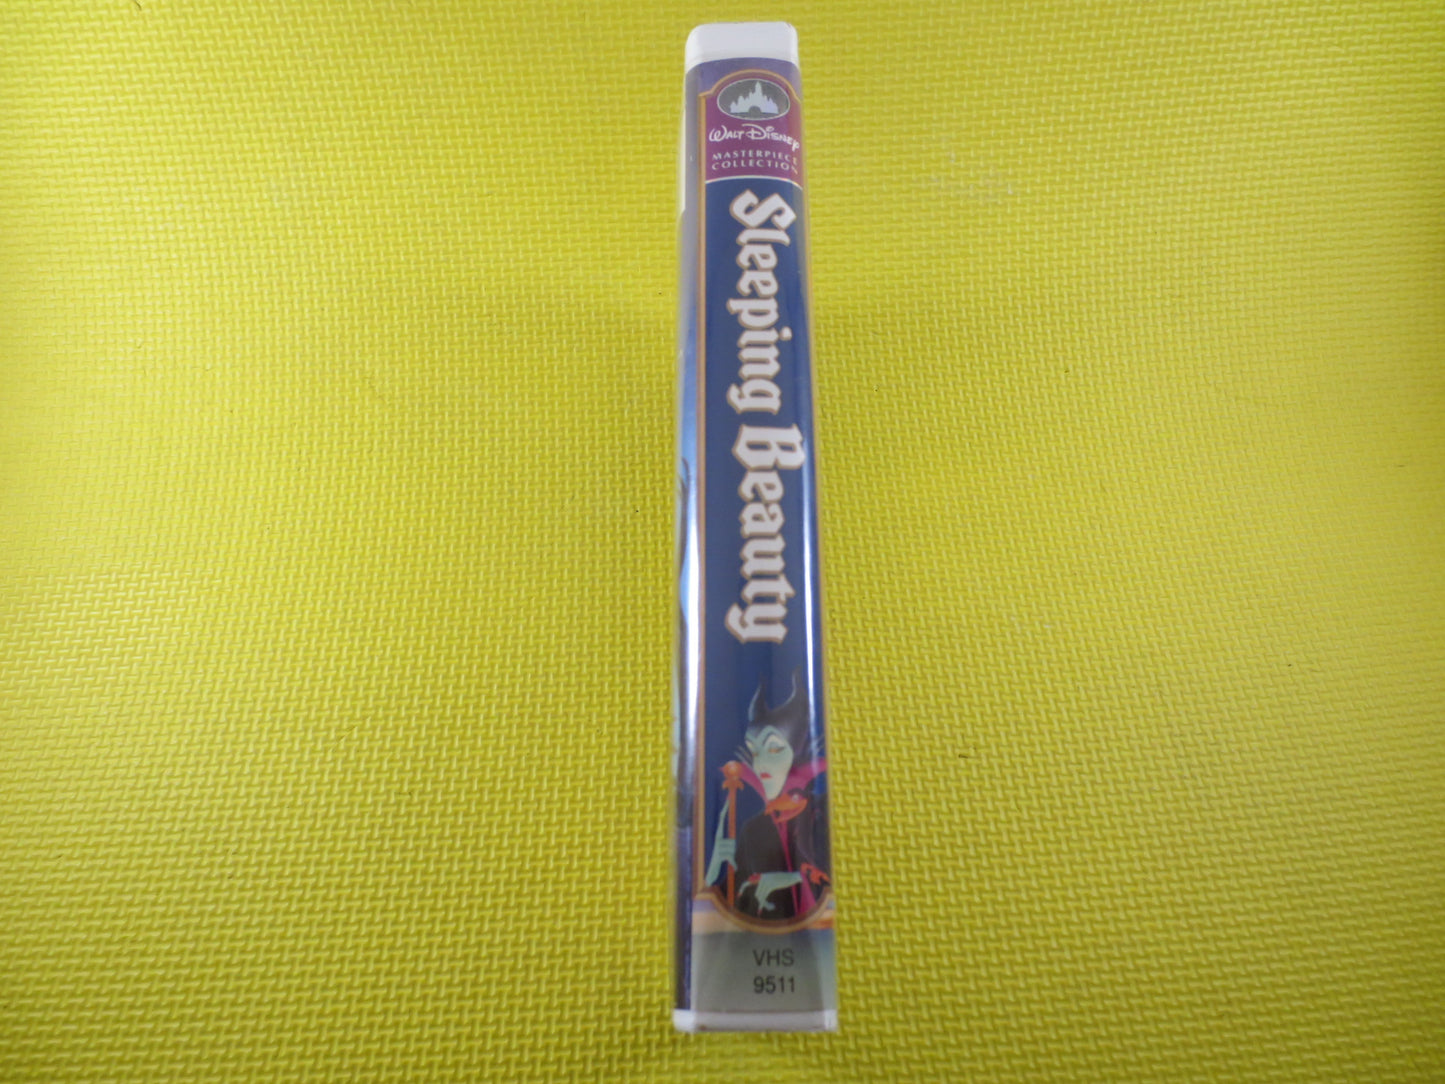 WALT DISNEY
MASTERPIECE
COLLECTION
Sleeping Beauty
VHS
9511